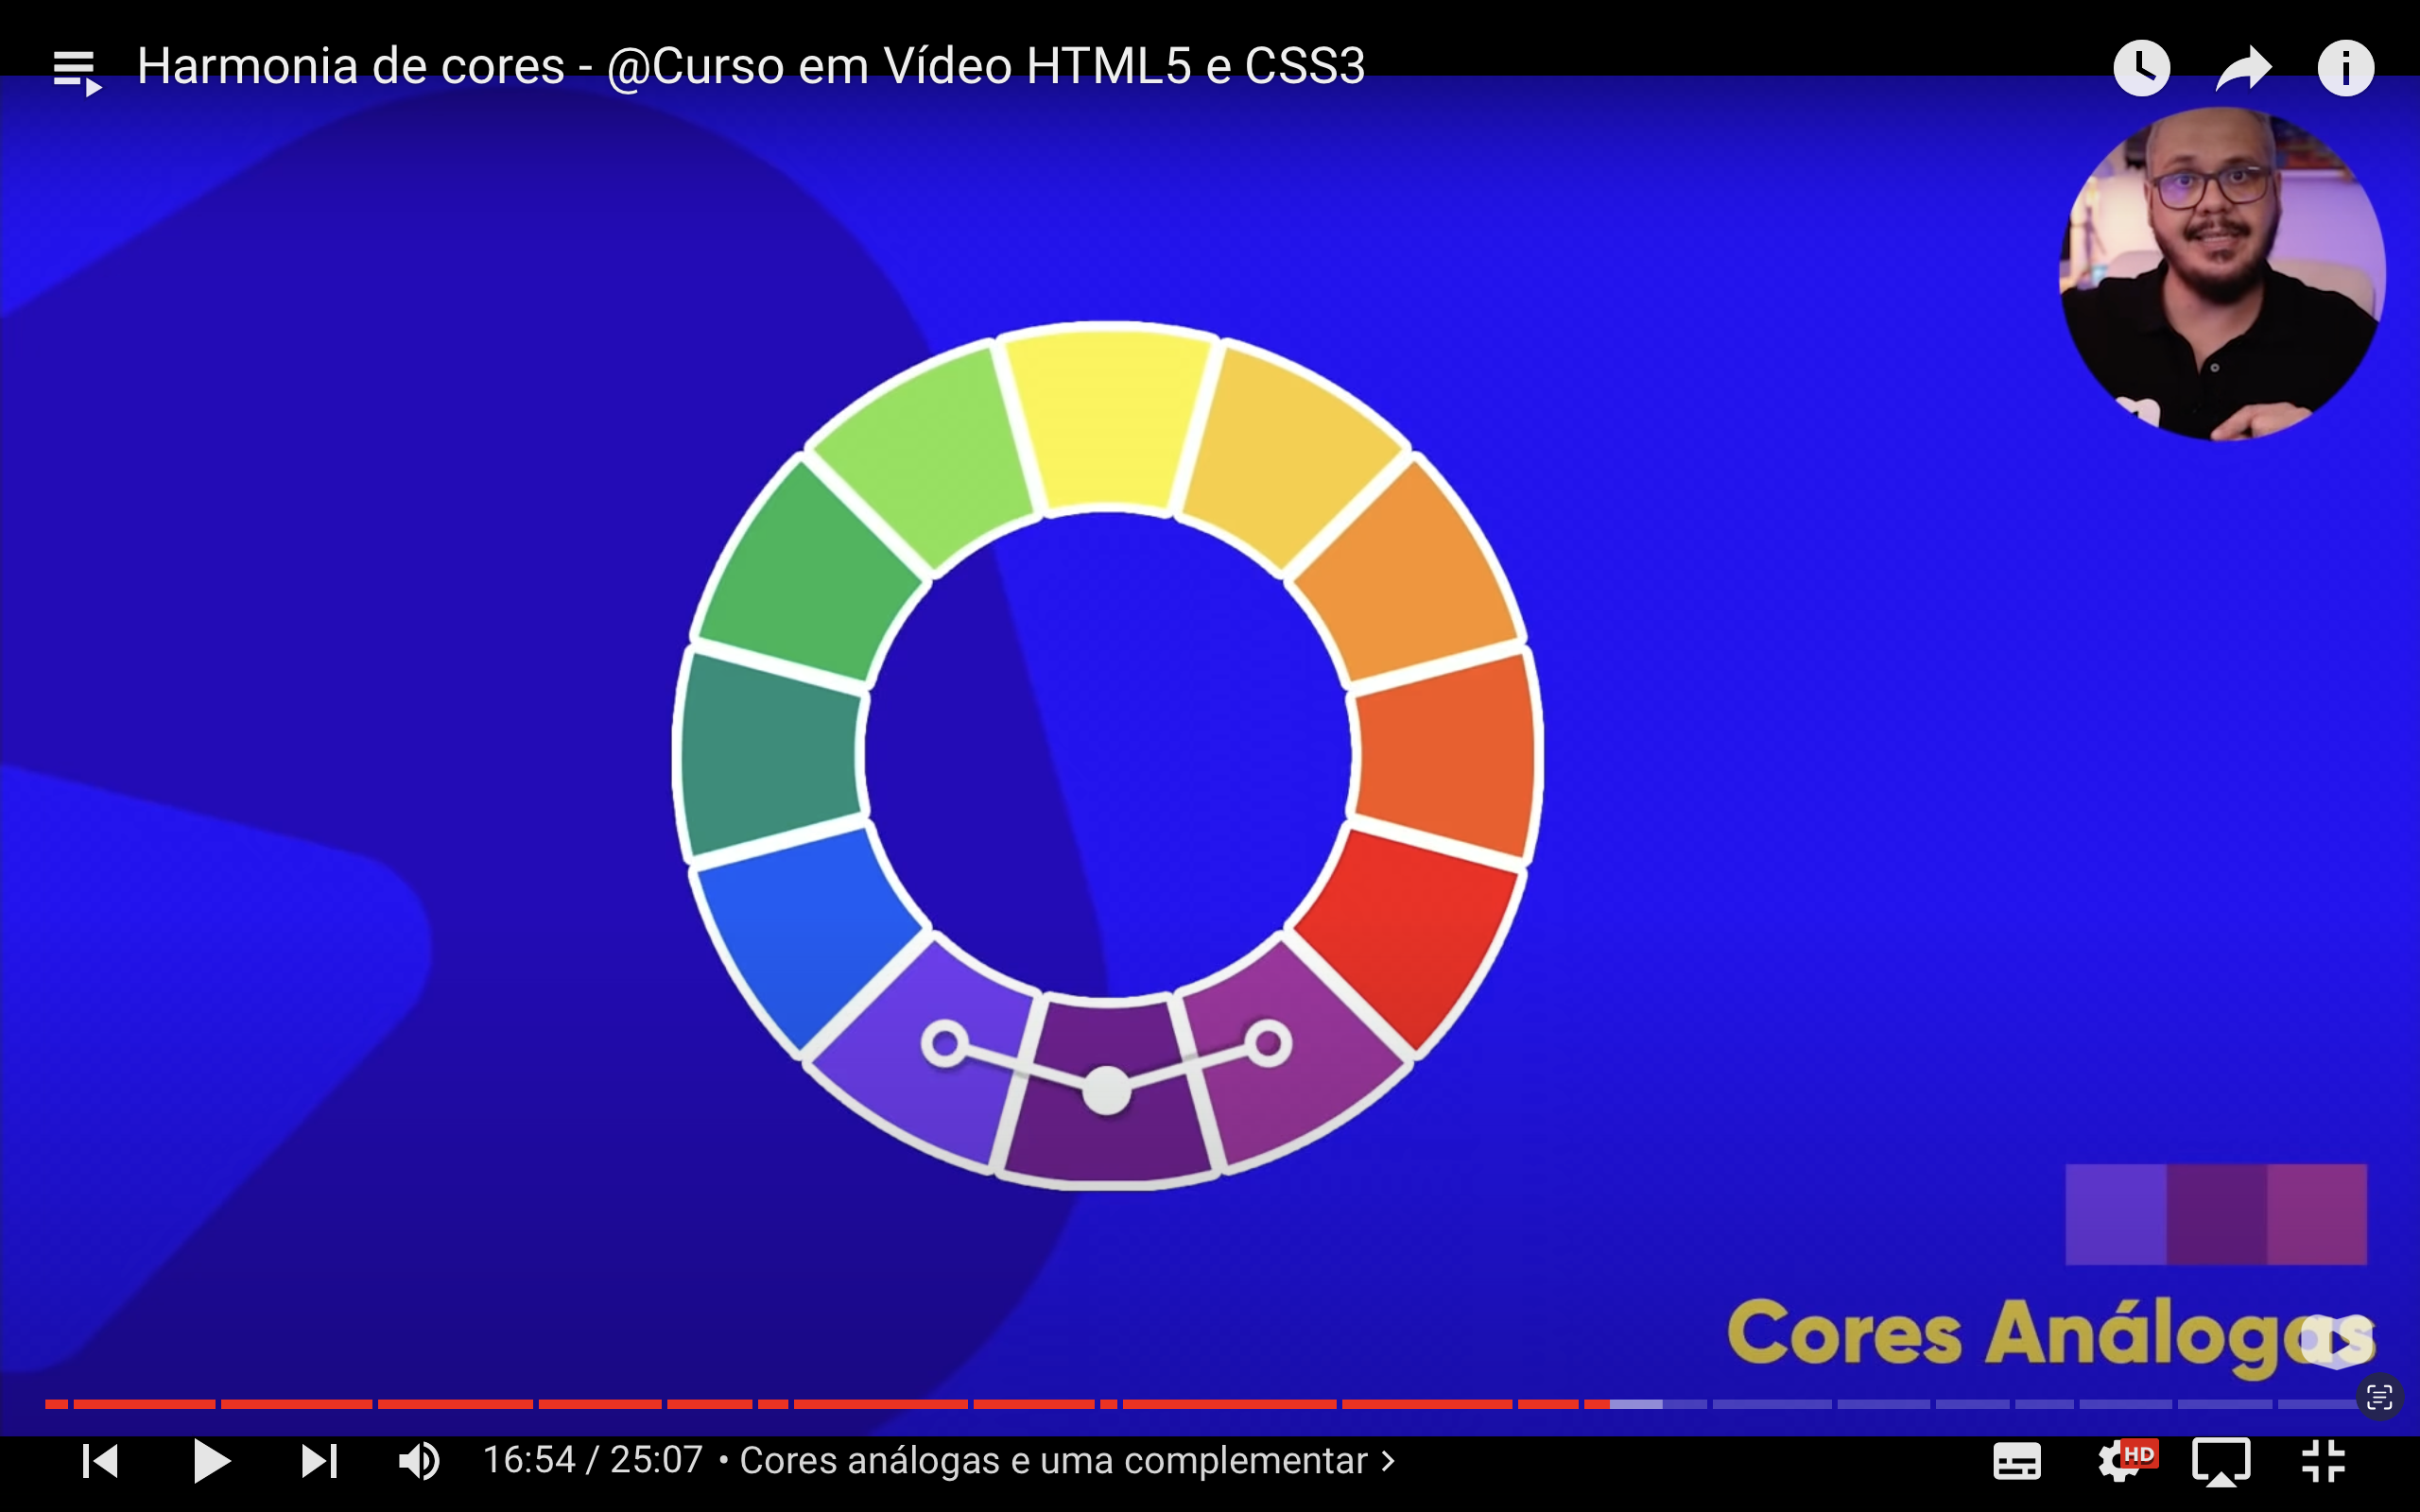 Harmonia de cores - @Curso em Vídeo HTML5 e CSS3
Cores Análogas
16:54 / 25:07 • Cores análogas e uma complementar >
HD